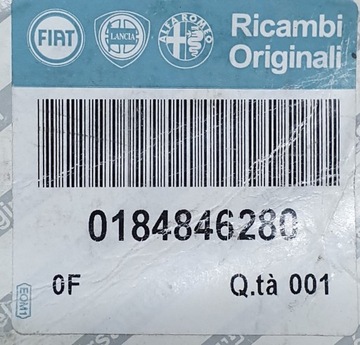 FIAT LANCIA ALFA ROMEO Ricambi
Originali
0184846280
0F Q.tà 001
EQM1